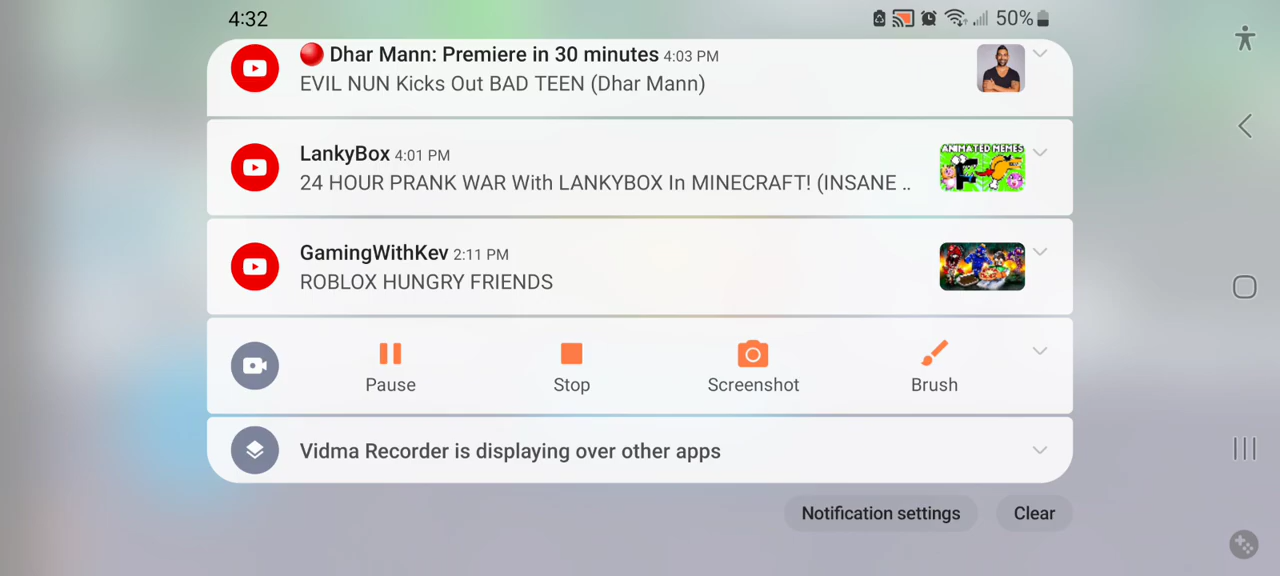 4:32
50%
Dhar Mann: Premiere in 30 minutes 4:03 PM
EVIL NUN Kicks Out BAD TEEN (Dhar Mann)
LankyBox 4:01 PM
24 HOUR PRANK WAR With LANKYBOX In MINECRAFT! (INSANE ..
ANIMATED MEMES
GamingWithKev 2:11 PM
ROBLOX HUNGRY FRIENDS
Pause
Stop
Screenshot
Brush
Vidma Recorder is displaying over other apps
Notification settings
Clear